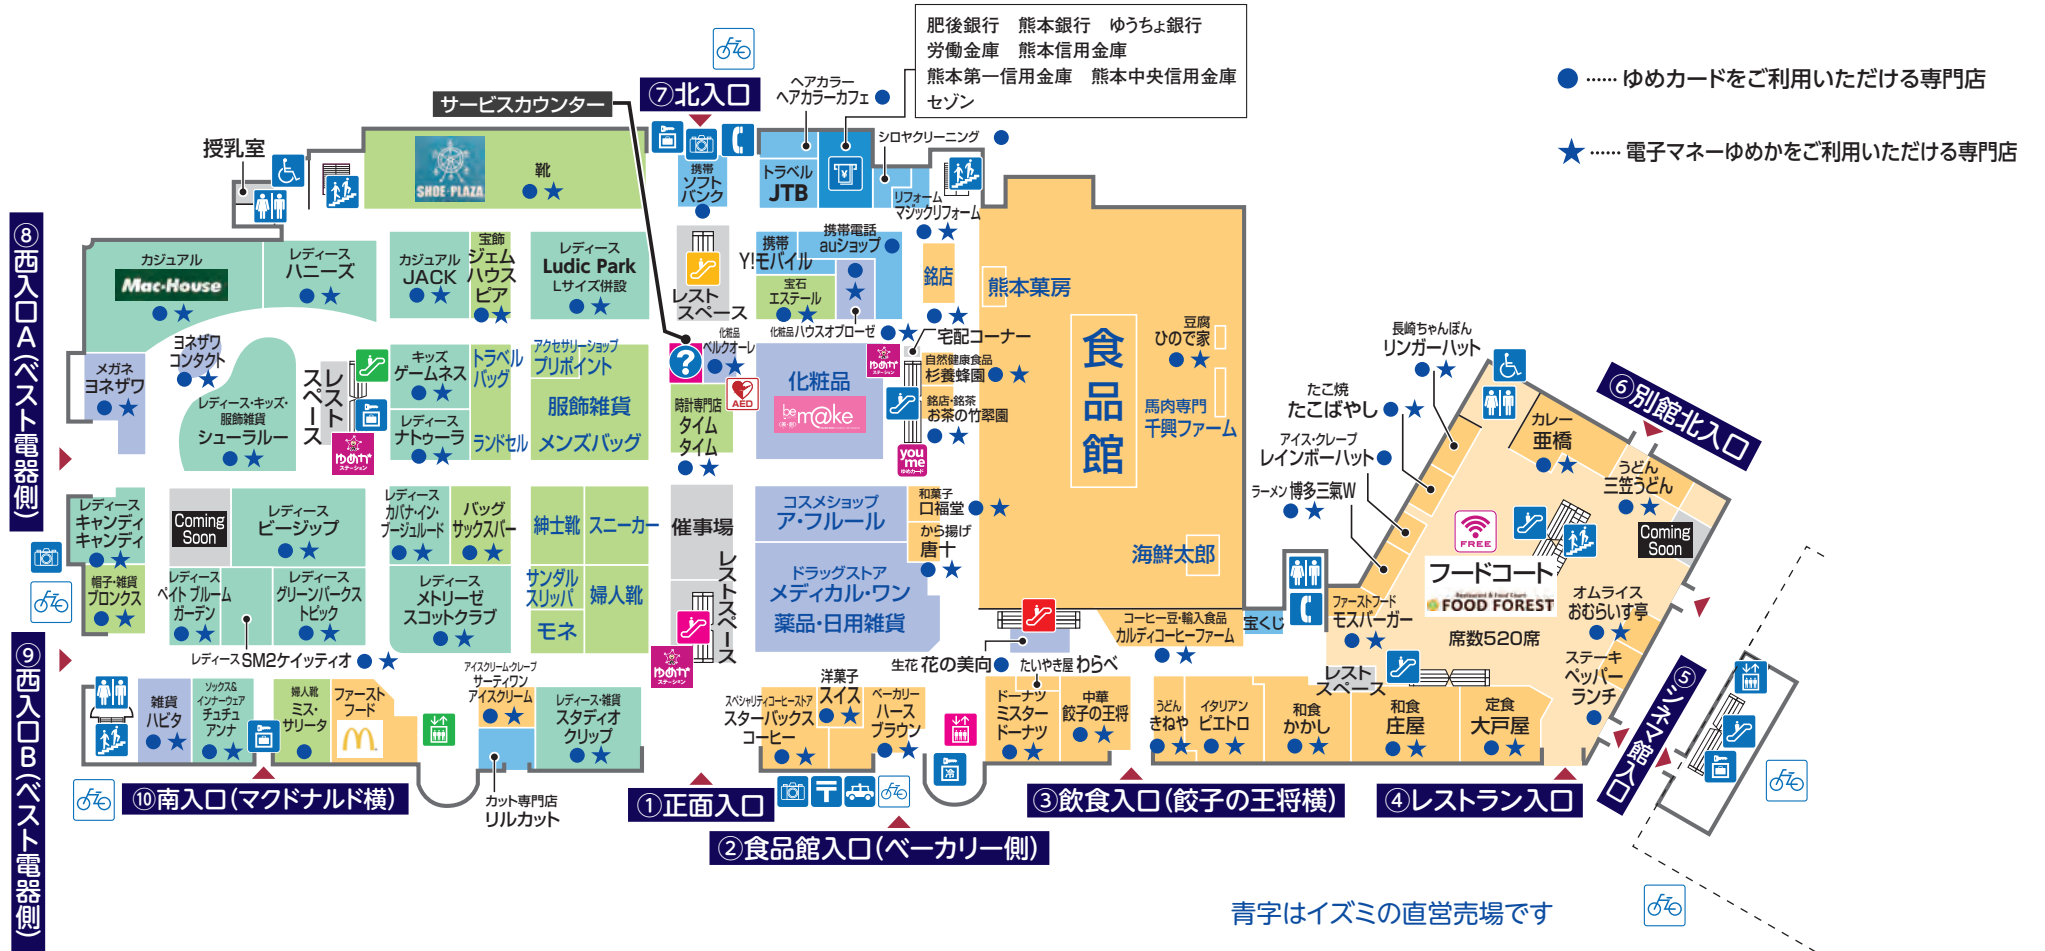 肥後銀行　熊本銀行　ゆうちょ銀行
労働金庫　熊本信用金庫
熊本第一信用金庫　熊本中央信用金庫
セゾン
●……ゆめカードをご利用いただける専門店
★……電子マネーゆめかをご利用いただける専門店
⑦北入口
サービスカウンター
ヘアカラー
ヘアカラーカフェ
シロヤクリーニング
授乳室
SHOE・PLAZA
靴
携帯
ソフト
バンク
トラベル
JTB
リフォーム
マジックリフォーム
⑧西入口A(ベスト電器側)
カジュアル
Mac-House
レディース
ハニーズ
カジュアル
JACK
宝飾
ジェム
ハウス
ピア
レディース
Ludic Park
Lサイズ併設
レスト
スペース
携帯
Y!モバイル
携帯電話
auショップ
宝石
エステール
銘店
熊本菓房
化粧品
ハウスオブローゼ
宅配コーナー
食品館
豆腐
ひので家
長崎ちゃんぽん
リンガーハット
メガネ
ヨネザワ
ヨネザワ
コンタクト
レディース・キッズ・
服飾雑貨
シューラルー
レスト
スペース
ゆめか
ステーション
キッズ
ゲームネス
トラベル
バッグ
アクセサリーショップ
プリポイント
レディース
ナトゥーラ
ランドセル
服飾雑貨
メンズバッグ
?
化粧品
ベルクオーレ
AED
時計専門店
タイム
タイム
化粧品
be
m@ke
ゆめか
ステーション
自然健康食品
杉養蜂園
銘店・銘茶
お茶の竹翠園
you
me
ゆめカード
馬肉専門
千興ファーム
たこ焼
たこばやし
アイス・クレープ
レインボーハット
ラーメン 博多三氣W
カレー
亜橋
⑥別館北入口
うどん
三笠うどん
Coming
Soon
FREE
フードコート
Restaurant & Food Court
FOOD FOREST
席数520席
オムライス
おむらいす亭
ステーキ
ペッパー
ランチ
⑤シネマ館入口
レディース
キャンディ
キャンディ
Coming
Soon
レディース
ビージップ
レディース
カバナ・イン・
ブージュルード
バッグ
サックスバー
紳士靴
スニーカー
催事場
コスメショップ
ア・フルール
和菓子
口福堂
から揚げ
唐十
海鮮太郎
帽子・雑貨
ブロンクス
レディース
ペイト ブルーム
ガーデン
レディース
グリーンパークス
トピック
レディース
メトリーゼ
スコットクラブ
サンダル
スリッパ
婦人靴
モネ
レストスペース
ドラッグストア
メディカル・ワン
薬品・日用雑貨
コーヒー豆・輸入食品
カルディコーヒーファーム
宝くじ
ファーストフード
モスバーガー
レスト
スペース
レディース SM2ケイッティオ
⑨西入口B(ベスト電器側)
ゆめか
ステーション
生花 花の美向
たいやき屋 わらべ
雑貨
ハピタ
ソックス&
インナーウェア
チュチュ
アンナ
婦人靴
ミス・
サリータ
ファースト
フード
アイスクリーム・クレープ
サーティワン
アイスクリーム
レディース・雑貨
スタディオ
クリップ
スペシャリティコーヒーストア
スターバックス
コーヒー
洋菓子
スイス
ベーカリー
ハース
ブラウン
冷
ドーナツ
ミスター
ドーナツ
中華
餃子の王将
うどん
きねや
イタリアン
ピエトロ
和食
かかし
和食
庄屋
定食
大戸屋
カット専門店
リルカット
⑩南入口(マクドナルド横)
①正面入口
②食品館入口(ベーカリー側)
③飲食入口(餃子の王将横)
④レストラン入口
青字はイズミの直営売場です